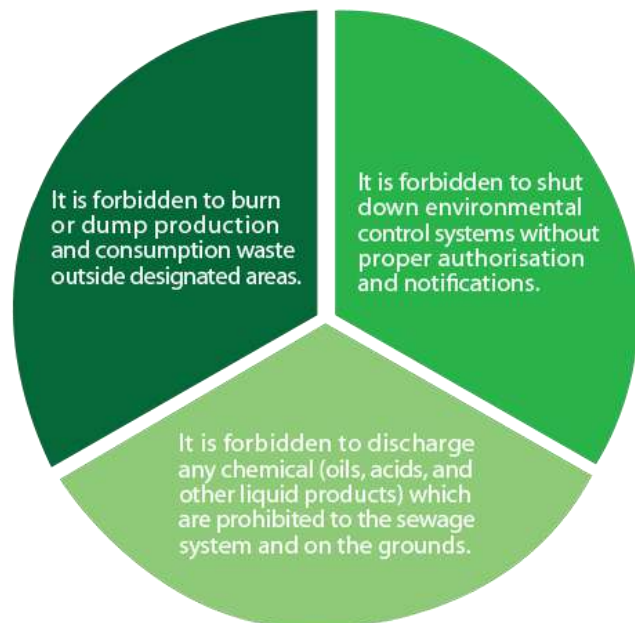 It is forbidden to burn
or dump production
and consumption waste
outside designated areas.
It is forbidden to shut
down environmental
control systems without
proper authorisation
and notifications.
It is forbidden to discharge
any chemical (oils, acids, and
other liquid products) which
are prohibited to the sewage
system and on the grounds.